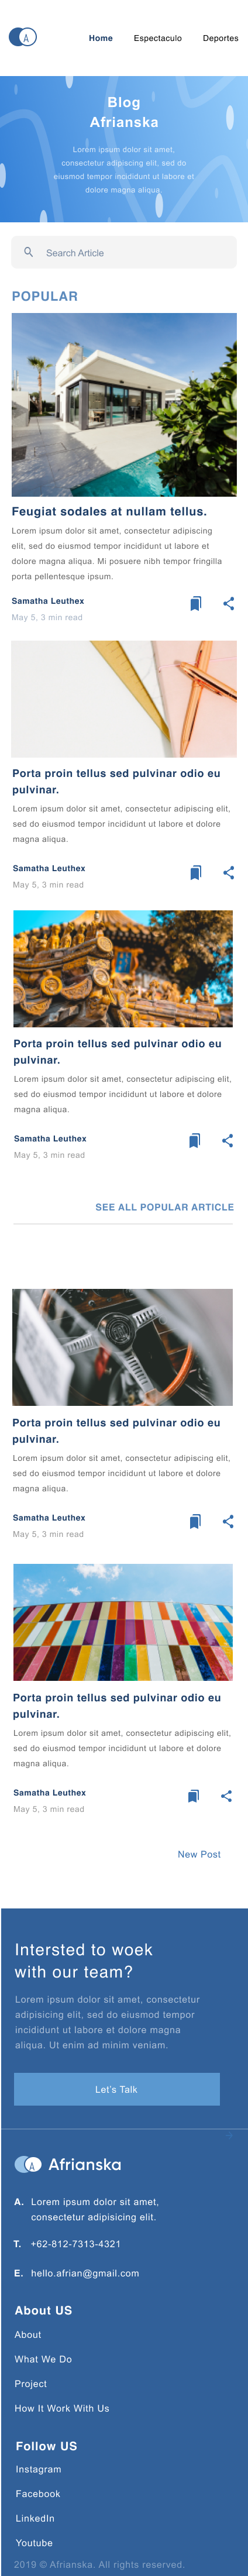 A
Home Espectaculo Deportes
Blog
Afrianska
Lorem ipsum dolor sit amet,
consectetur adipiscing elit, sed do
eiusmod tempor incididunt ut labore et
dolore magna aliqua
Search Article
POPULAR
Feugiat sodales at nullam tellus.
Lorem ipsum dolor sit amet, consectetur adipiscing
elit, sed do eiusmod tempor incididunt ut labore et
dolore magna aliqua. Mi posuere nibh tempor fringilla
porta pellentesque ipsum.
Samatha Leuthex
May 5, 3 min read
Porta proin tellus sed pulvinar odio eu
pulvinar.
Lorem ipsum dolor sit amet, consectetur adipiscing elit,
sed do eiusmod tempor incididunt ut labore et dolore
magna aliqua.
Samatha Leuthex
May 5, 3 min read
Porta proin tellus sed pulvinar odio eu
pulvinar.
Lorem ipsum dolor sit amet, consectetur adipiscing elit,
sed do eiusmod tempor incididunt ut labore et dolore
magna aliqua.
Samatha Leuthex
May 5, 3 min read
SEE ALL POPULAR ARTICLE
Porta proin tellus sed pulvinar odio eu
pulvinar.
Lorem ipsum dolor sit amet, consectetur adipiscing elit,
sed do eiusmod tempor incididunt ut labore et dolore
magna aliqua.
Samatha Leuthex
May 5, 3 min read
Porta proin tellus sed pulvinar odio eu
pulvinar.
Lorem ipsum dolor sit amet, consectetur adipiscing elit,
sed do eiusmod tempor incididunt ut labore et dolore
magna aliqua.
Samatha Leuthex
May 5, 3 min read
New Post
Intersted to woek
with our team?
Lorem ipsum dolor sit amet, consectetur
adipisicing elit, sed do eiusmod tempor
incididunt ut labore et dolore magna
aliqua. Ut enim ad minim veniam.
Let's Talk
A Afrianska
A. Lorem ipsum dolor sit amet,
consectetur adipisicing elit.
T. +62-812-7313-4321
E. hello.afrian@gmail.com
About US
About
What We Do
Project
How It Work With Us
Follow US
Instagram
Facebook
LinkedIn
Youtube
2019 © Afrianska. All rights reserved.